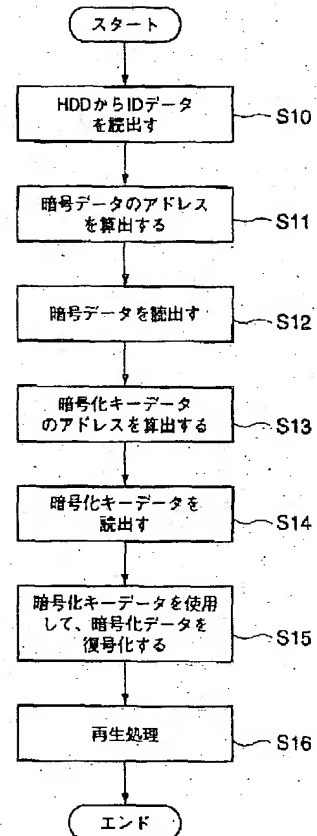 スタート
HDDからIDデータ
を読出す
S10
暗号データのアドレス
を算出する
S11
暗号データを読出す
S12
暗号化キーデータ
のアドレスを算出する
S13
暗号化キーデータを
読出す
S14
暗号化キーデータを使用
して、暗号化データを
復号化する
S15
再生処理
S16
エンド